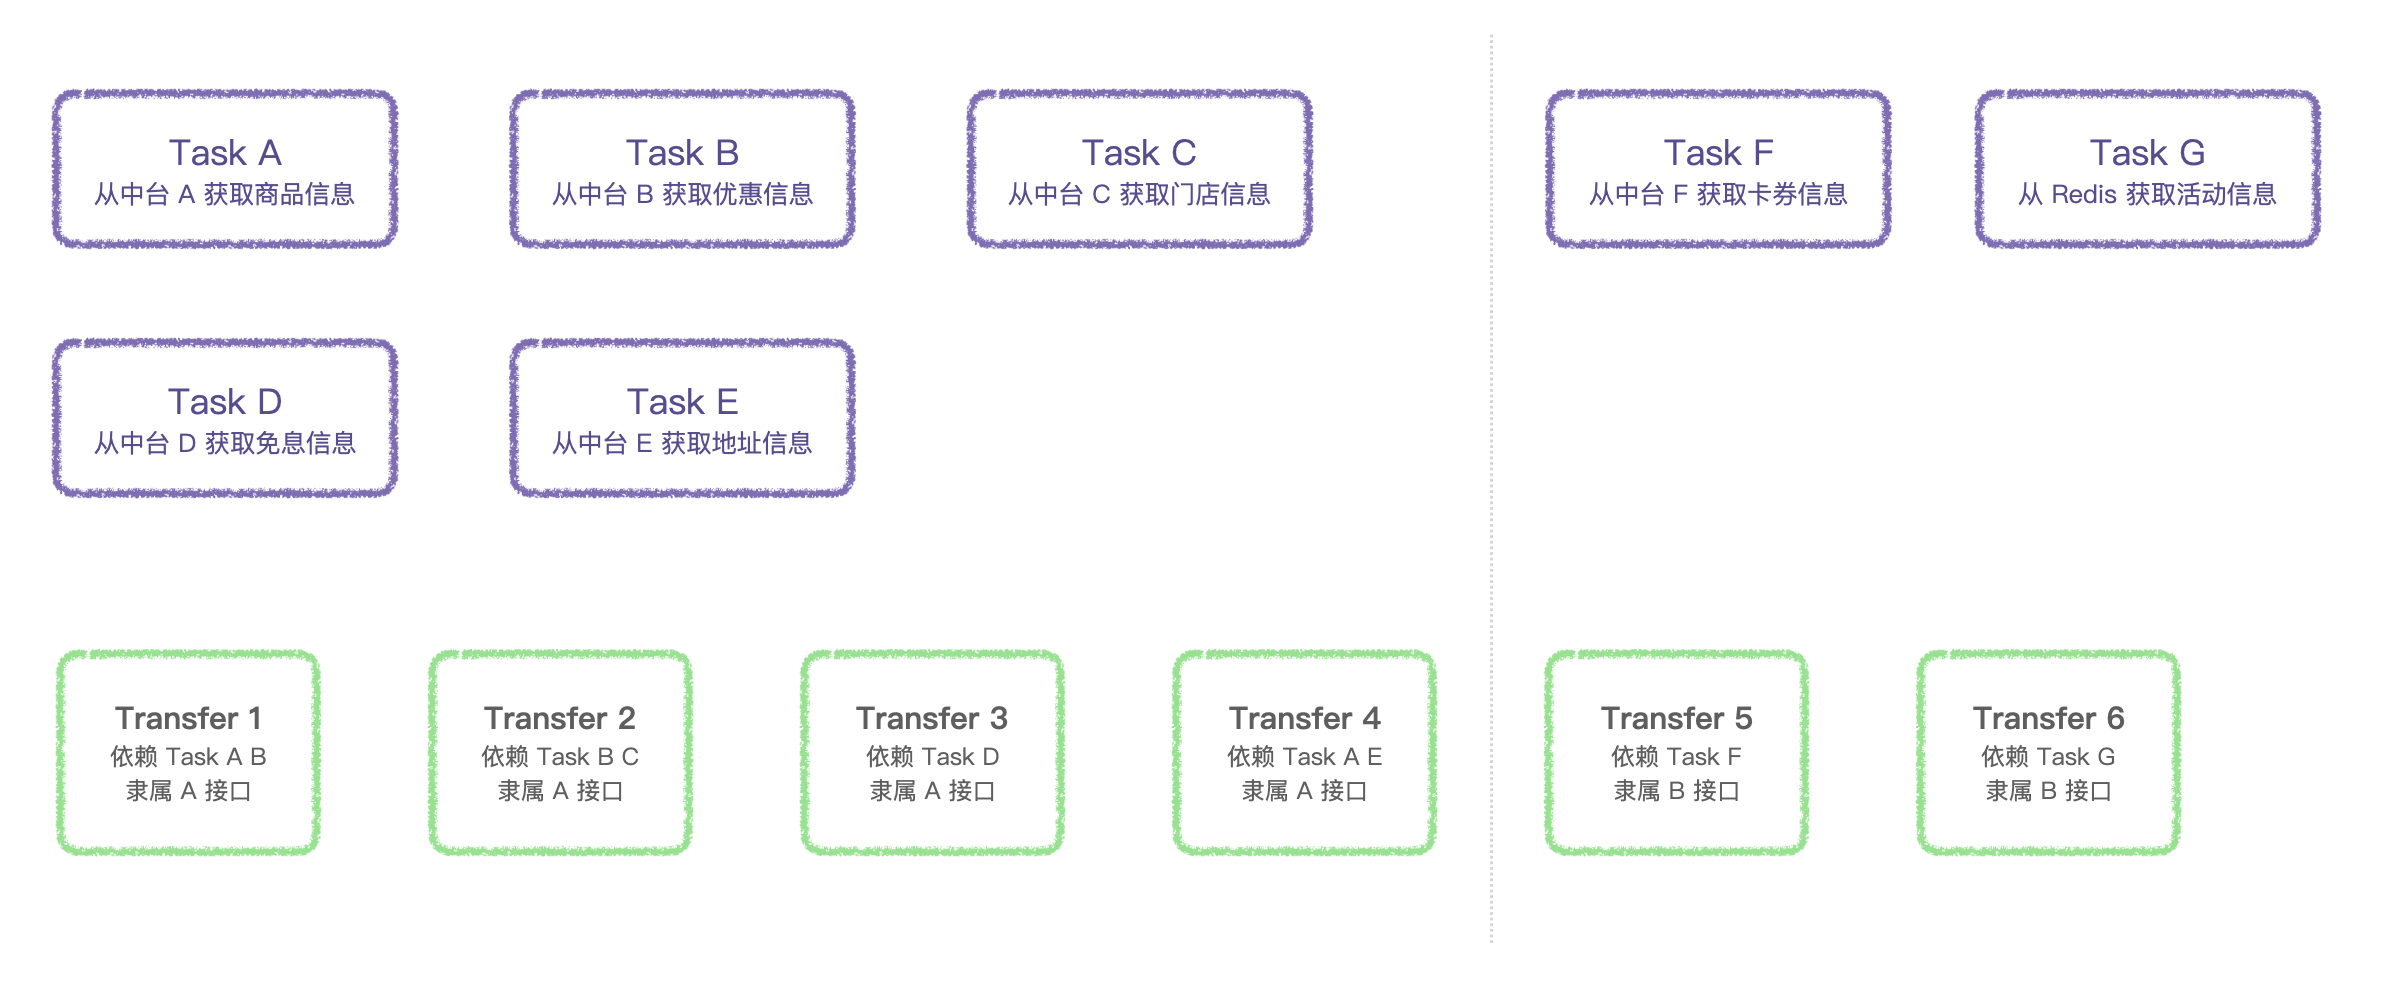 Task A
从中台 A 获取商品信息
Task B
从中台 B 获取优惠信息
Task C
从中台 C 获取门店信息
Task F
从中台 F 获取卡券信息
Task G
从 Redis 获取活动信息
Task D
从中台 D 获取免息信息
Task E
从中台 E 获取地址信息
Transfer 1
依赖 Task A B
隶属 A 接口
Transfer 2
依赖 Task B C
隶属 A 接口
Transfer 3
依赖 Task D
隶属 A 接口
Transfer 4
依赖 Task A E
隶属 A 接口
Transfer 5
依赖 Task F
隶属 B 接口
Transfer 6
依赖 Task G
隶属 B 接口